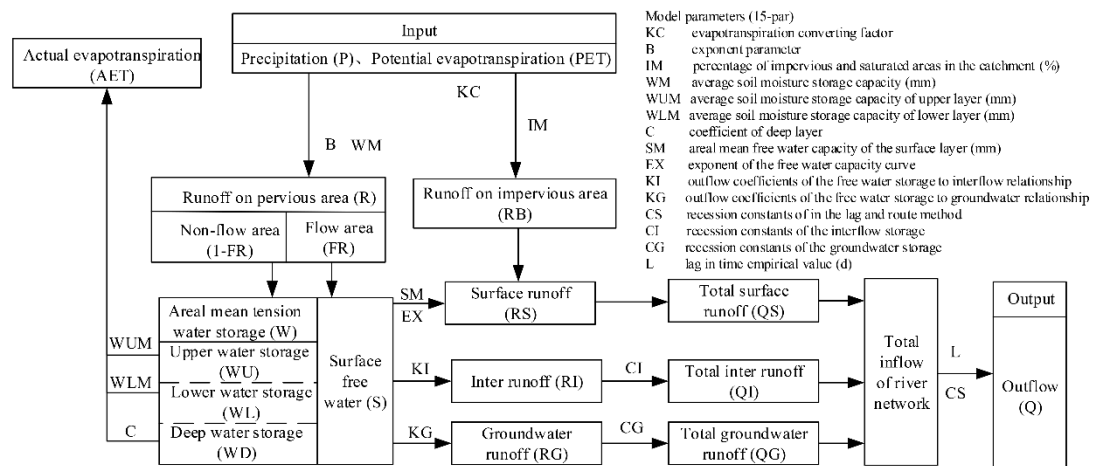 Input
Precipitation (P)、Potential evapotranspiration (PET)
Actual evapotranspiration
(AET)
KC
IM
B WM
Runoff on pervious area (R)
Non-flow area
(1-FR)
Flow area
(FR)
Runoff on impervious area
(RB)
Areal mean tension
water storage (W)
Upper water storage
(WU)
Lower water storage
(WL)
Deep water storage
(WD)
WUM
WLM
C
Surface
free
water (S)
SM
EX
KI
KG
Surface runoff
(RS)
Inter runoff (RI)
Groundwater
runoff (RG)
CI
CG
Total surface
runoff (QS)
Total inter runoff
(QI)
Total groundwater
runoff (QG)
Total
inflow
of river
network
L
CS
Output
Outflow
(Q)
Model parameters (15-par)
KC evapotranspiration converting factor
B exponent parameter
IM percentage of impervious and saturated areas in the catchment (%)
WM average soil moisture storage capacity (mm)
WUM average soil moisture storage capacity of upper layer (mm)
WLM average soil moisture storage capacity of lower layer (mm)
C coefficient of deep layer
SM areal mean free water capacity of the surface layer (mm)
EX exponent of the free water capacity curve
KI outflow coefficients of the free water storage to interflow relationship
KG outflow coefficients of the free water storage to groundwater relationship
CS recession constants of in the lag and route method
CI recession constants of the interflow storage
CG recession constants of the groundwater storage
L lag in time empirical value (d)